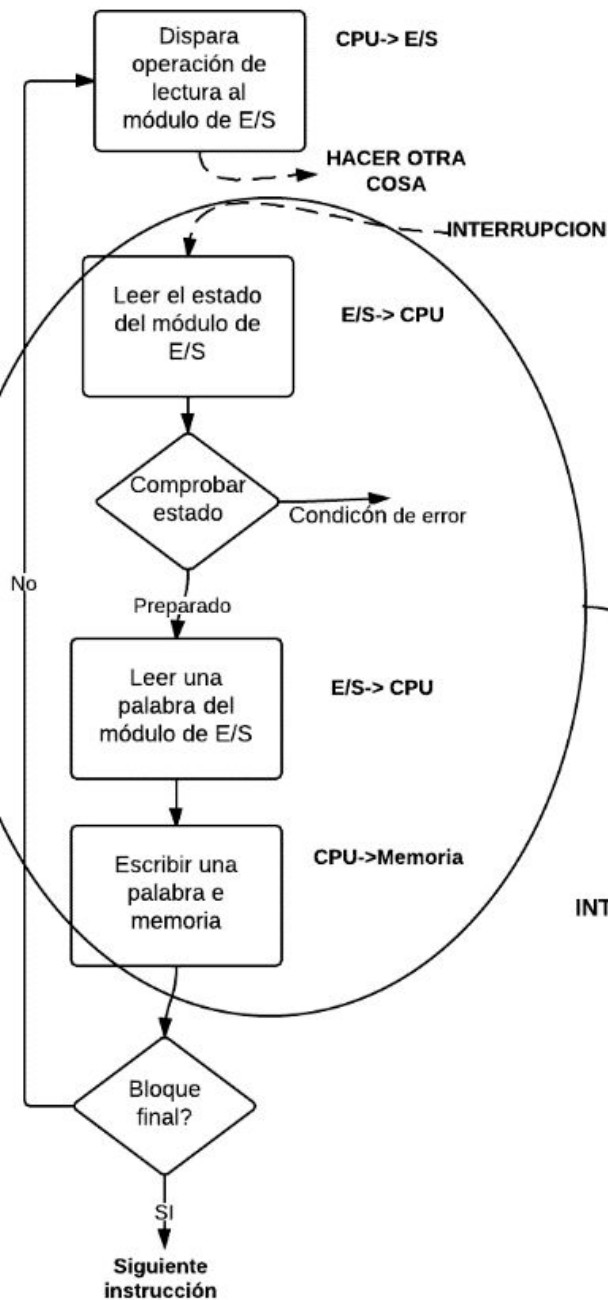 Dispara
operación de
lectura al
módulo de E/S
CPU-> E/S
HACER OTRA
COSA
INTERRUPCION
Leer el estado
del módulo de
E/S
E/S-> CPU
Comprobar
estado
Condicón de error
No
Preparado
Leer una
palabra del
módulo de E/S
E/S-> CPU
Escribir una
palabra e
memoria
CPU->Memoria
INT
Bloque
final?
SI
Siguiente
instrucción